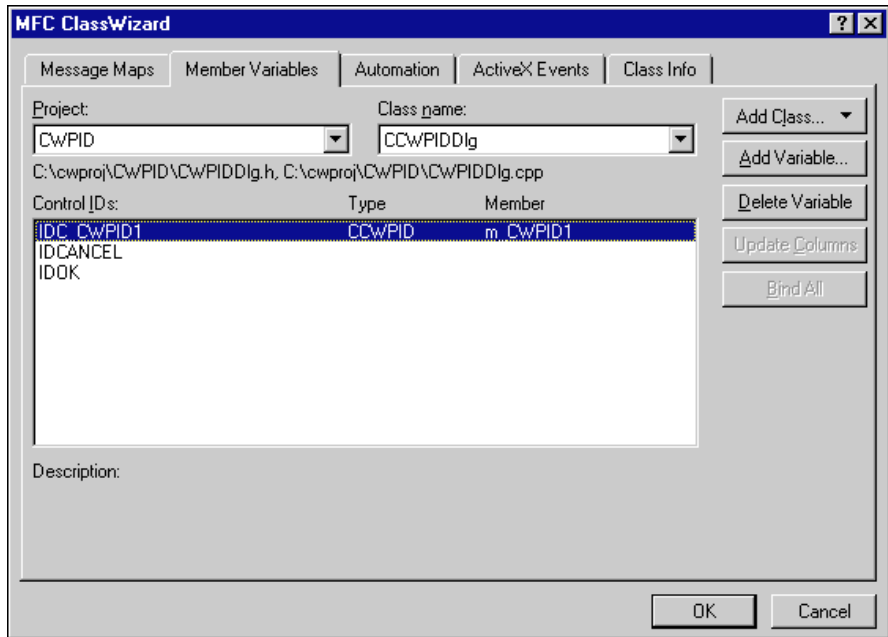 MFC ClassWizard
Message Maps Member Variables Automation ActiveX Events Class Info
Project: Class name:
CWPID CCWPIDDlg
C:\cwproj\CWPID\CWPIDDlg.h, C:\cwproj\CWPID\CWPIDDlg.cpp
Control IDs: Type Member
IDC_CWPID1 CCWPID m_CWPID1
IDCANCEL
IDOK
Add Class...
Add Variable...
Delete Variable
Update Columns
Bind All
Description:
OK Cancel